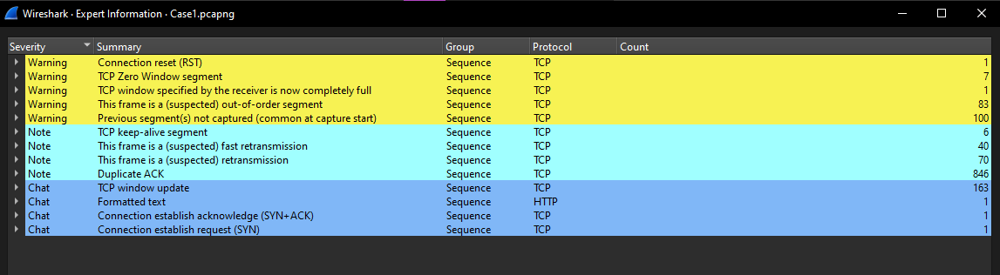 Wireshark · Expert Information · Case1.pcapng
Severity Summary Group Protocol Count
Warning Connection reset (RST) Sequence TCP 1
Warning TCP Zero Window segment Sequence TCP 7
Warning TCP window specified by the receiver is now completely full Sequence TCP 1
Warning This frame is a (suspected) out-of-order segment Sequence TCP 83
Warning Previous segment(s) not captured (common at capture start) Sequence TCP 100
Note TCP keep-alive segment Sequence TCP 6
Note This frame is a (suspected) fast retransmission Sequence TCP 40
Note This frame is a (suspected) retransmission Sequence TCP 70
Note Duplicate ACK Sequence TCP 846
Chat TCP window update Sequence TCP 163
Chat Formatted text Sequence HTTP 1
Chat Connection establish acknowledge (SYN+ACK) Sequence TCP 1
Chat Connection establish request (SYN) Sequence TCP 1